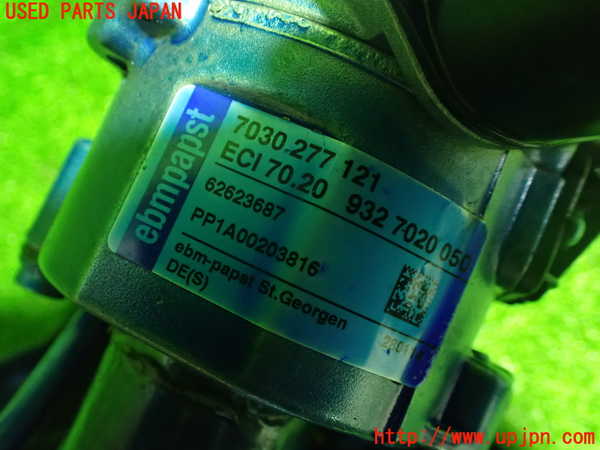 USED PARTS JAPAN
ebmpapst
7030-277 121
ECI 70.20 932 7020 050
62623687
PP1A00203816
ebm-papst St.Georgen
DE(S)
http://www.upjpn.com/